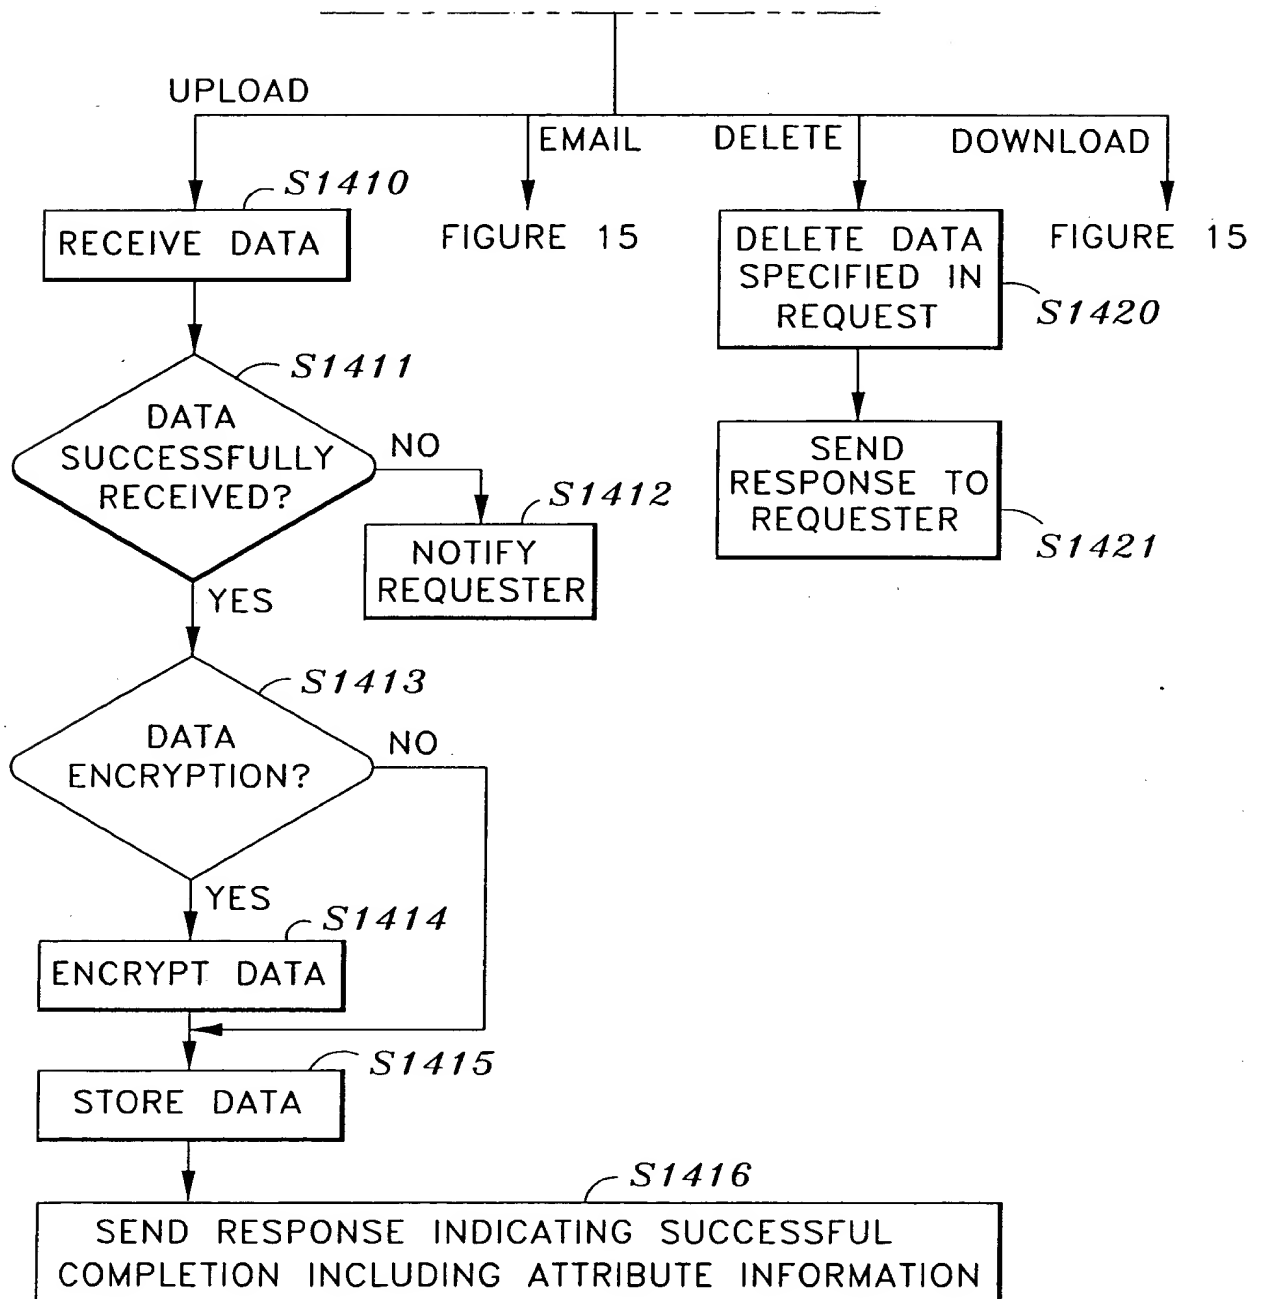 UPLOAD
EMAIL
DELETE
DOWNLOAD
S1410
RECEIVE DATA
FIGURE 15
DELETE DATA
SPECIFIED IN
REQUEST
FIGURE 15
S1420
S1411
DATA
SUCCESSFULLY
RECEIVED?
NO
SEND
RESPONSE TO
REQUESTER
S1421
S1412
NOTIFY
REQUESTER
YES
S1413
DATA
ENCRYPTION?
NO
YES
S1414
ENCRYPT DATA
S1415
STORE DATA
S1416
SEND RESPONSE INDICATING SUCCESSFUL
COMPLETION INCLUDING ATTRIBUTE INFORMATION